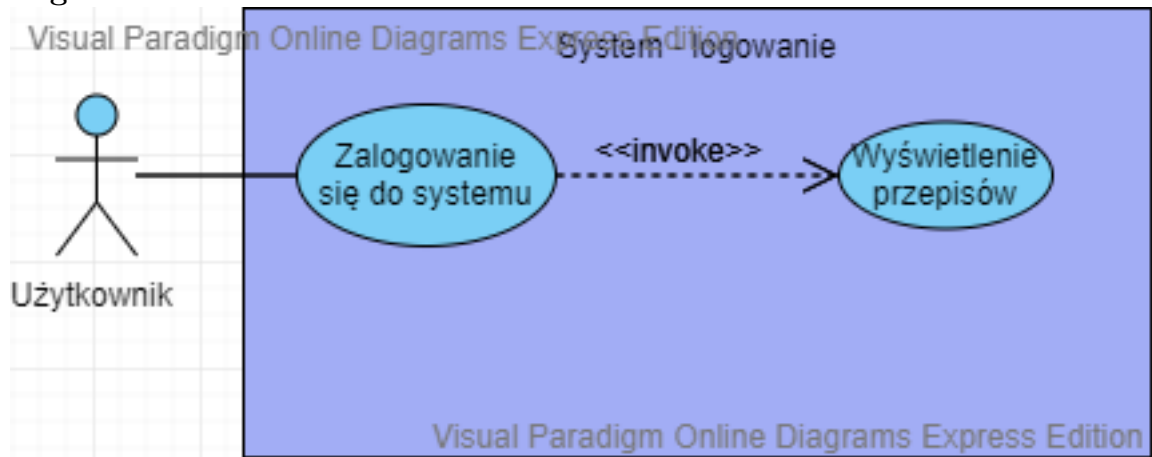 Visual Paradigm Online Diagrams Express Edition
System - logowanie
Zalogowanie
się do systemu
<<invoke>>
Wyświetlenie
przepisów
Użytkownik
Visual Paradigm Online Diagrams Express Edition